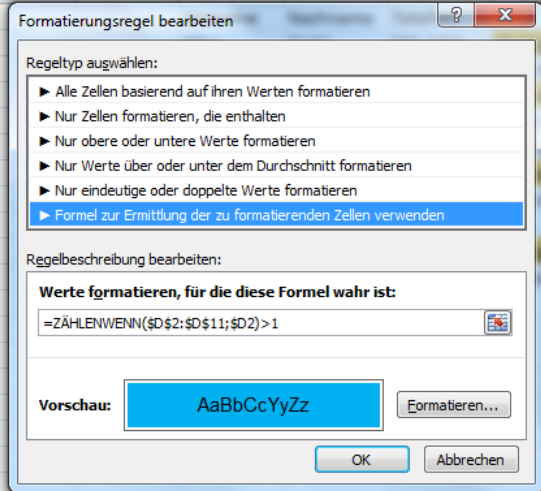 Formatierungsregel bearbeiten
Regeltyp auswählen:
► Alle Zellen basierend auf ihren Werten formatieren
► Nur Zellen formatieren, die enthalten
► Nur obere oder untere Werte formatieren
► Nur Werte über oder unter dem Durchschnitt formatieren
► Nur eindeutige oder doppelte Werte formatieren
► Formel zur Ermittlung der zu formatierenden Zellen verwenden
Regelbeschreibung bearbeiten:
Werte formatieren, für die diese Formel wahr ist:
=ZÄHLENWENN($D$2:$D$11;$D2)>1
Vorschau: AaBbCcYyZz Formatieren...
OK Abbrechen